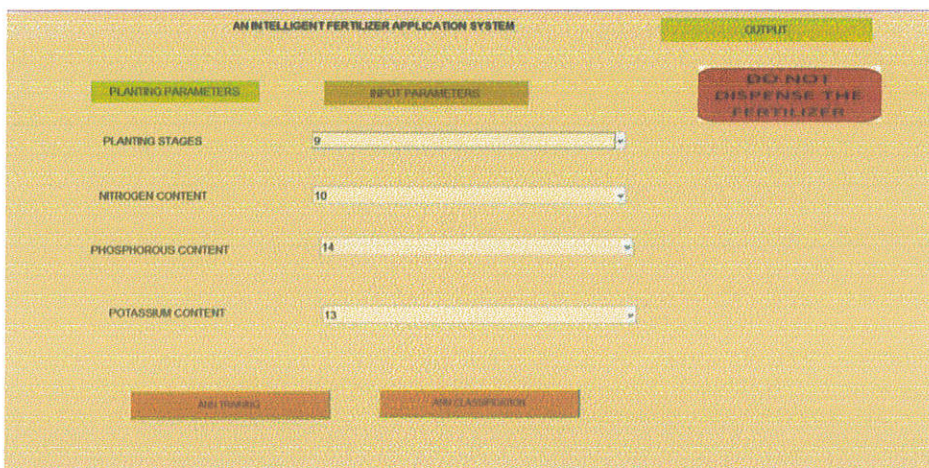 AN INTELLIGENT FERTILIZER APPLICATION SYSTEM
OUTPUT
PLANTING PARAMETERS
INPUT PARAMETERS
DO NOT
DISPENSE THE
FERTILIZER
PLANTING STAGES
9
NITROGEN CONTENT
10
PHOSPHOROUS CONTENT
14
POTASSIUM CONTENT
13
ANN TRAINING
ANN CLASSIFICATION